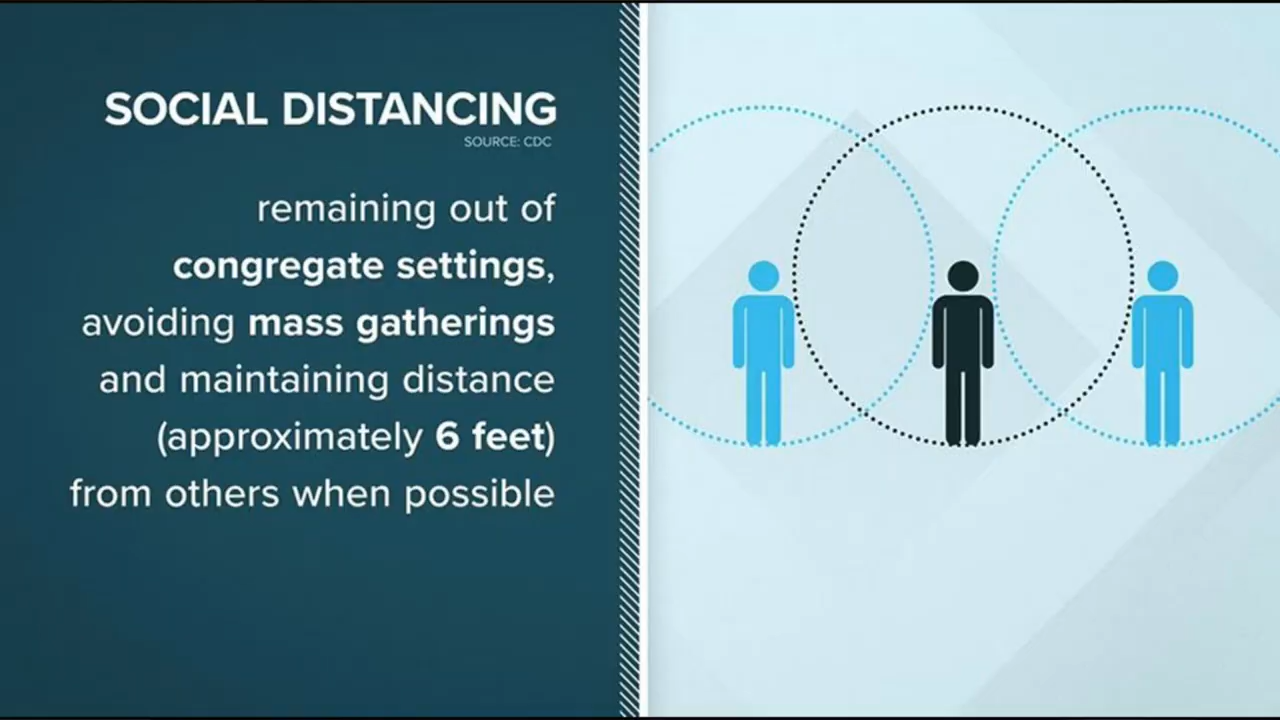 SOCIAL DISTANCING
SOURCE: CDC
remaining out of
congregate settings,
avoiding mass gatherings
and maintaining distance
(approximately 6 feet)
from others when possible